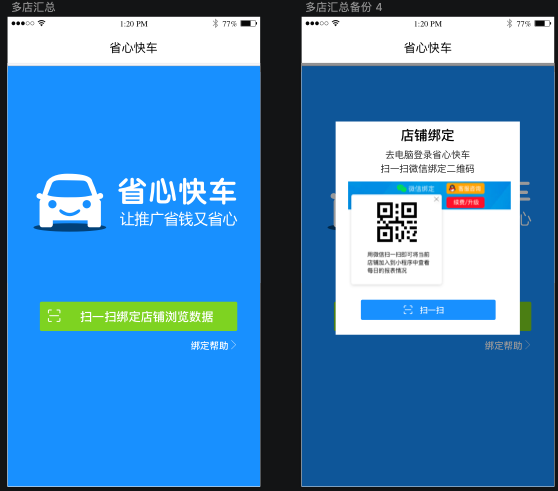 多店汇总
1:20 PM
77%
省心快车
省心快车
让推广省钱又省心
扫一扫绑定店铺浏览数据
绑定帮助
多店汇总备份 4
1:20 PM
77%
省心快车
店铺绑定
去电脑登录省心快车
扫一扫微信绑定二维码
微信绑定
续费/升级
用微信扫一扫即可将当前
店铺加入到小程序中查看
每日的报表情况
扫一扫
绑定帮助